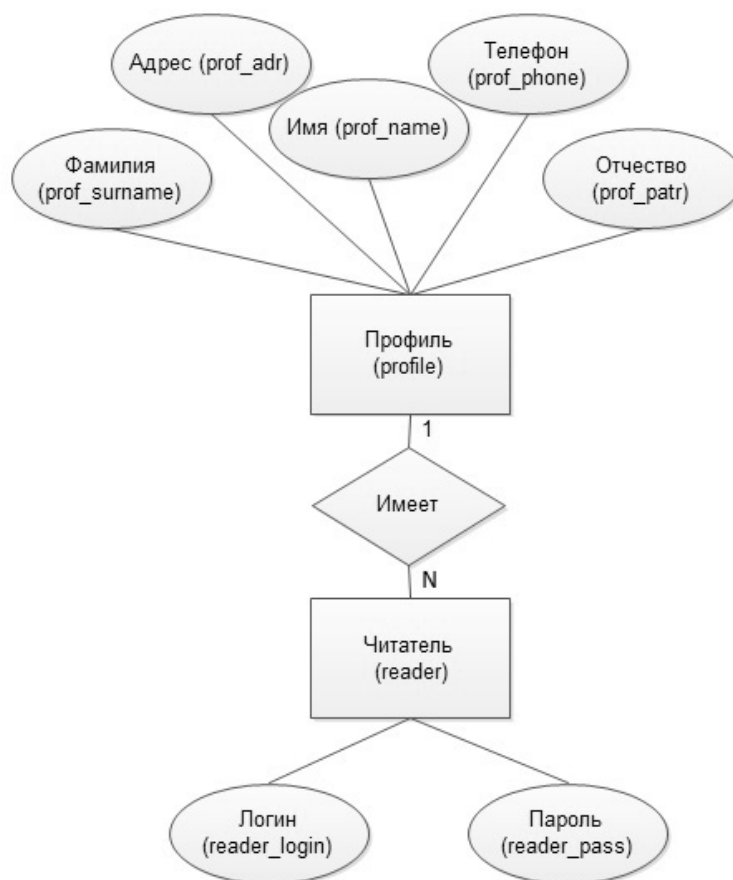 Адрес (prof_adr)
Телефон
(prof_phone)
Имя (prof_name)
Фамилия
(prof_surname)
Отчество
(prof_patr)
Профиль
(profile)
1
Имеет
N
Читатель
(reader)
Логин
(reader_login)
Пароль
(reader_pass)